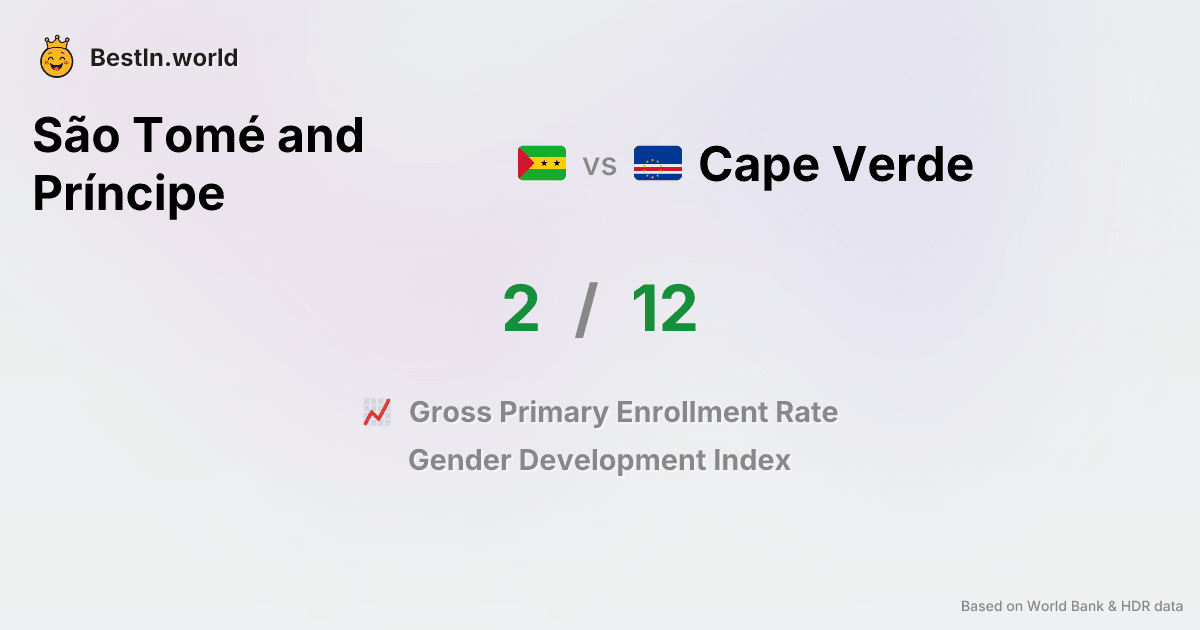 BestIn.world
São Tomé and
Príncipe
vs Cape Verde
2 / 12
Gross Primary Enrollment Rate
Gender Development Index
Based on World Bank & HDR data